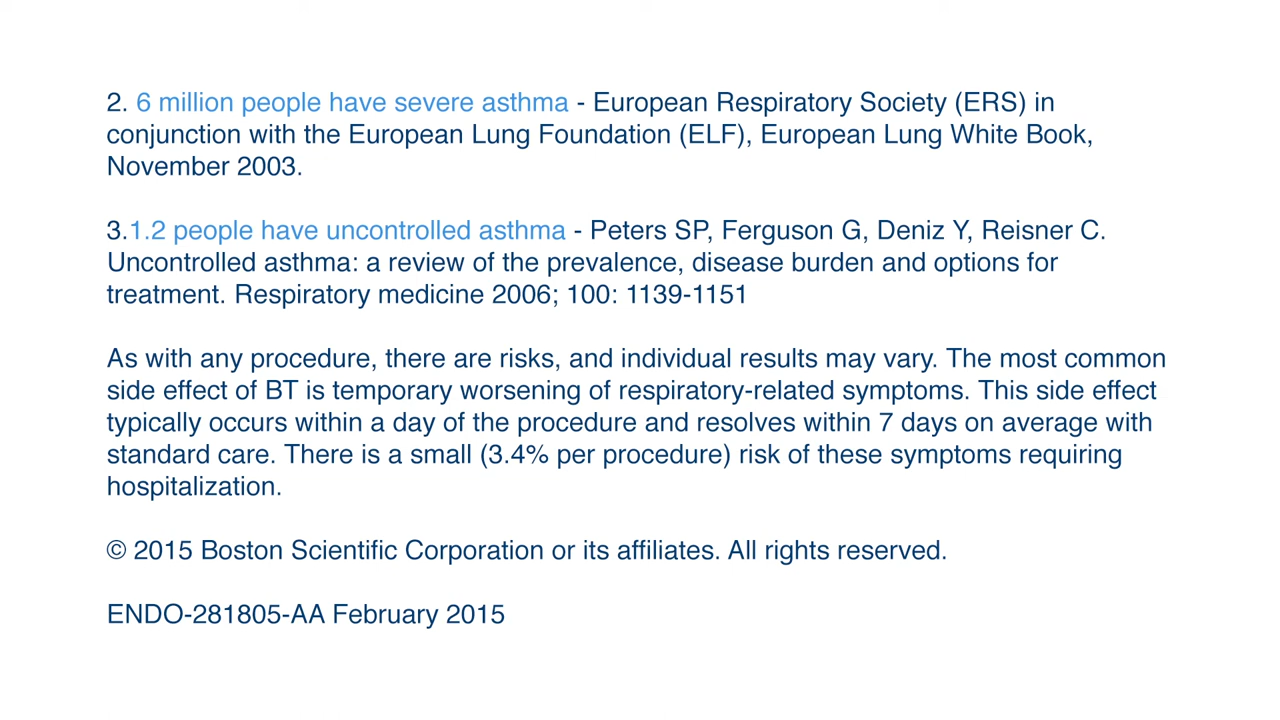 2. 6 million people have severe asthma - European Respiratory Society (ERS) in
conjunction with the European Lung Foundation (ELF), European Lung White Book,
November 2003.
3.1.2 people have uncontrolled asthma - Peters SP, Ferguson G, Deniz Y, Reisner C.
Uncontrolled asthma: a review of the prevalence, disease burden and options for
treatment. Respiratory medicine 2006; 100: 1139-1151
As with any procedure, there are risks, and individual results may vary. The most common
side effect of BT is temporary worsening of respiratory-related symptoms. This side effect
typically occurs within a day of the procedure and resolves within 7 days on average with
standard care. There is a small (3.4% per procedure) risk of these symptoms requiring
hospitalization.
© 2015 Boston Scientific Corporation or its affiliates. All rights reserved.
ENDO-281805-AA February 2015